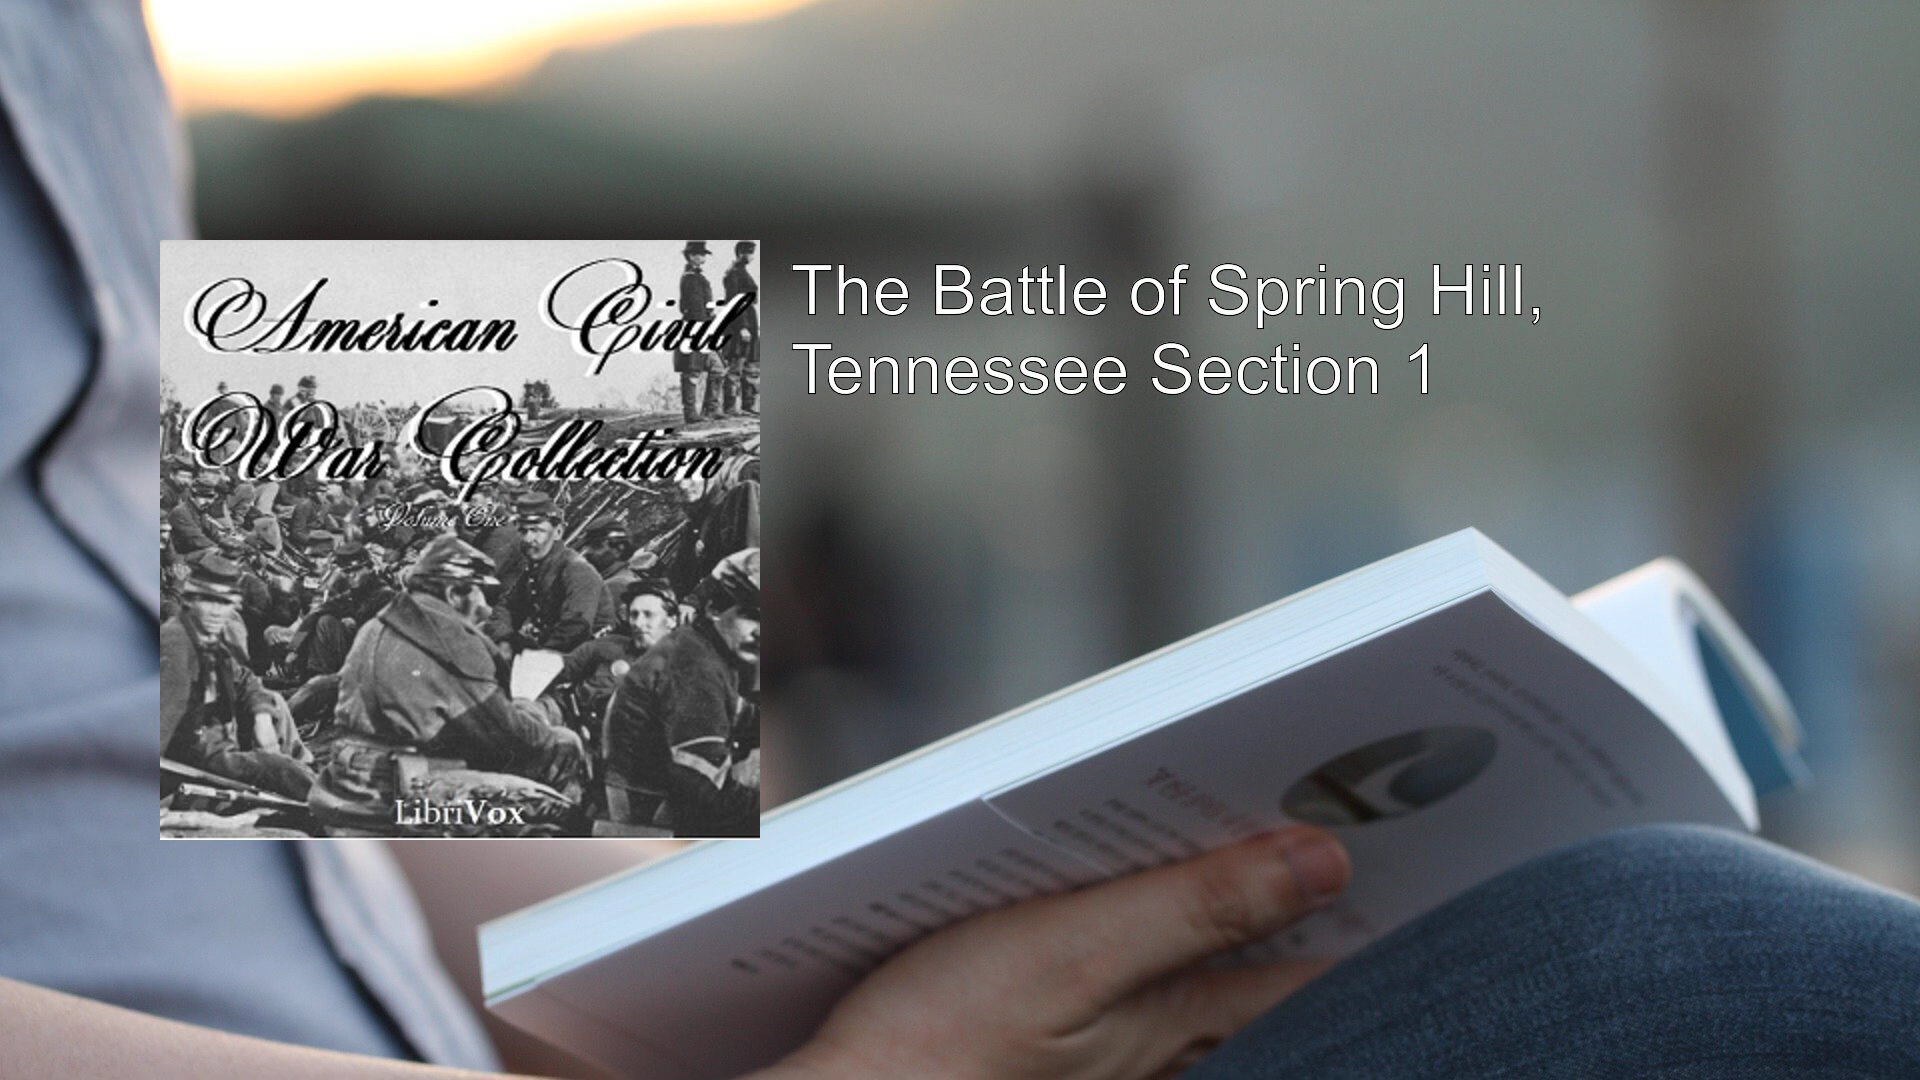 American Civil
War Collection
Volume One
LibriVox
The Battle of Spring Hill,
Tennessee Section 1